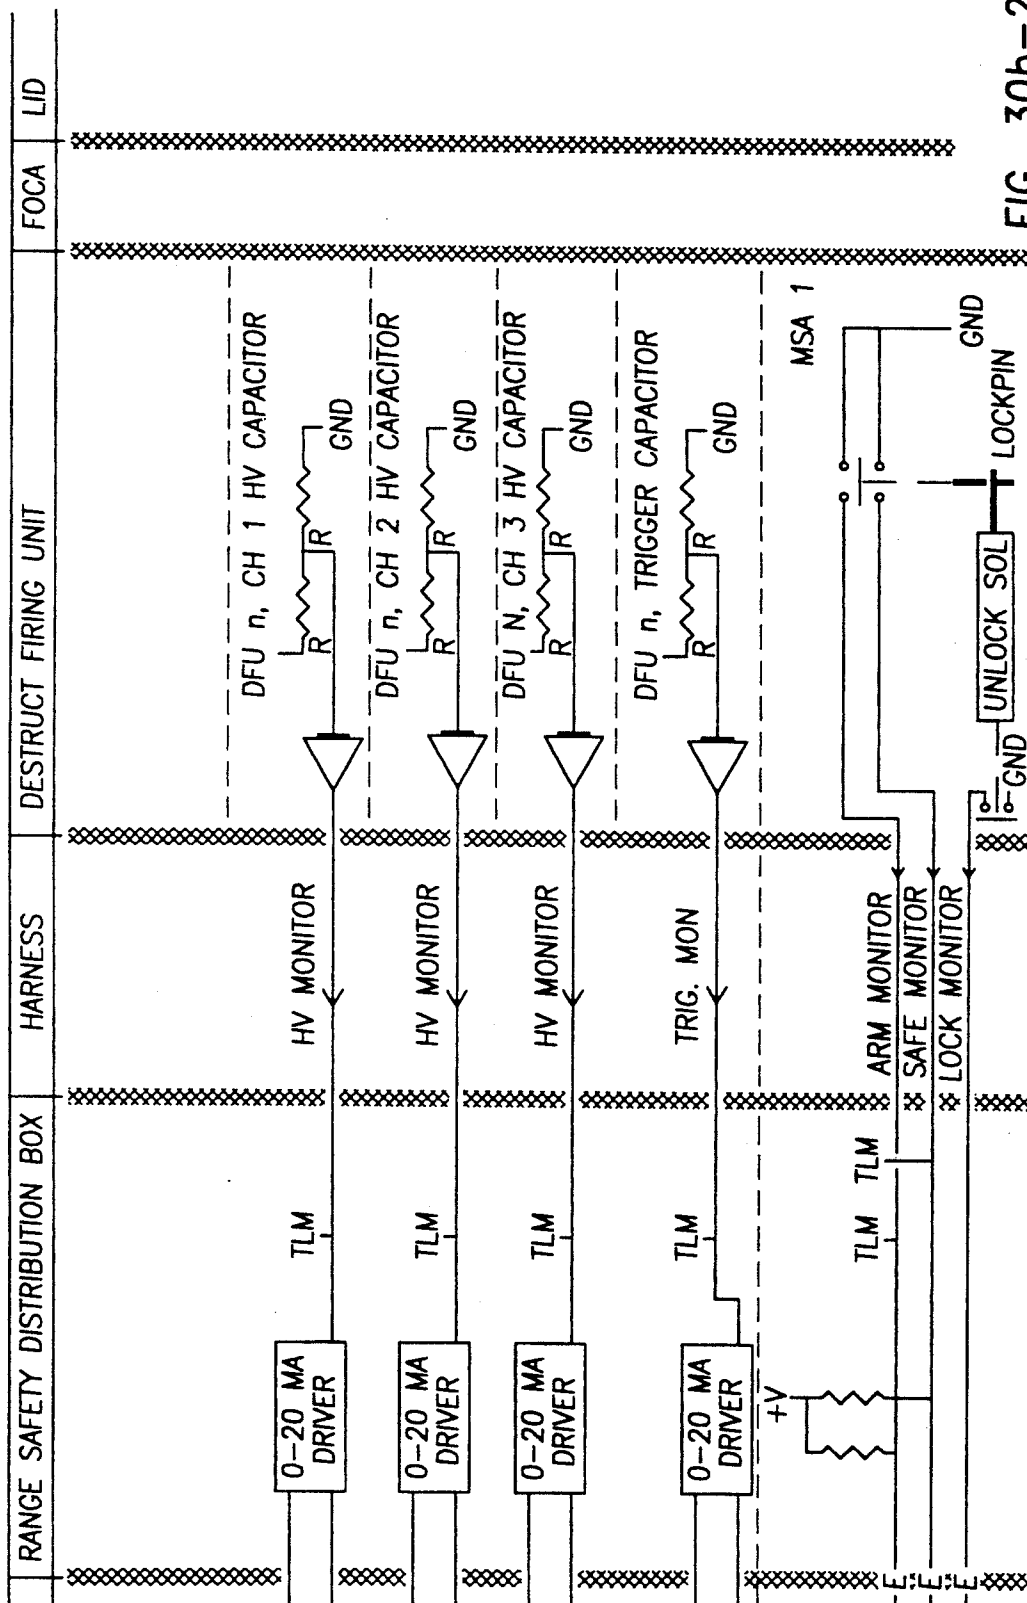 RANGE SAFETY DISTRIBUTION BOX
HARNESS
DESTRUCT FIRING UNIT
FOCA
LID
0-20 MA
DRIVER
TLM
HV MONITOR
DFU n, CH 1 HV CAPACITOR
R
R
GND
0-20 MA
DRIVER
TLM
HV MONITOR
DFU n, CH 2 HV CAPACITOR
R
R
GND
0-20 MA
DRIVER
TLM
HV MONITOR
DFU N, CH 3 HV CAPACITOR
R
R
GND
0-20 MA
DRIVER
TLM
TRIG. MON
DFU n, TRIGGER CAPACITOR
R
R
GND
+V
MSA 1
TLM
TLM
ARM MONITOR
SAFE MONITOR
LOCK MONITOR
E
E
E
GND
UNLOCK SOL
LOCKPIN
GND
FIG. 30b-2